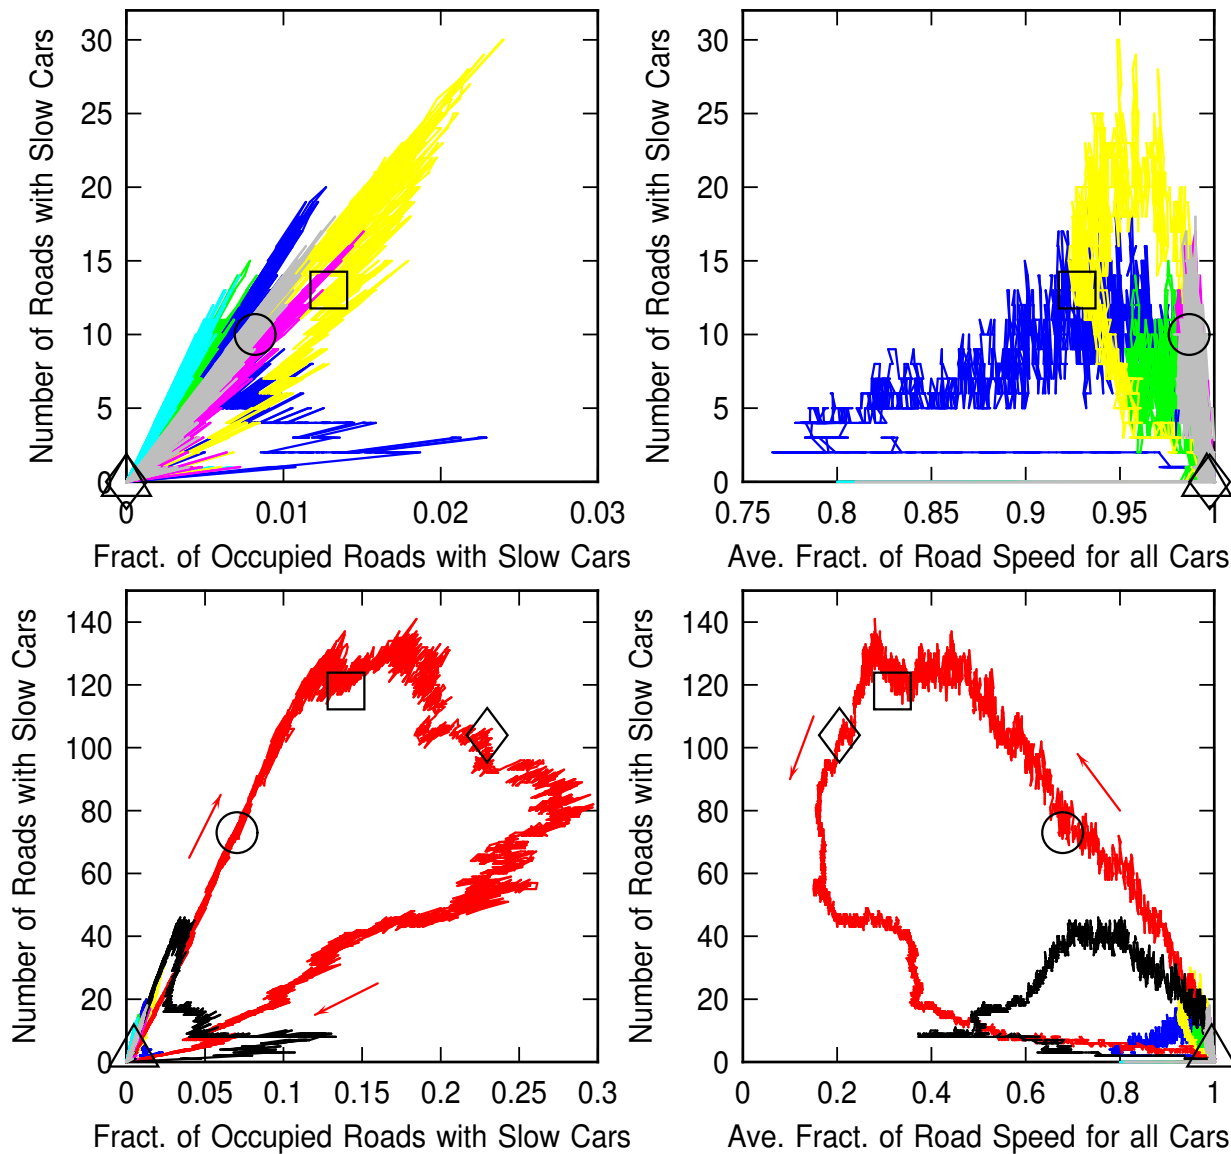 30
25
20
15
10
5
0
Number of Roads with Slow Cars
0 0.01 0.02 0.03
Fract. of Occupied Roads with Slow Cars
30
25
20
15
10
5
0
Number of Roads with Slow Cars
0.75 0.8 0.85 0.9 0.95 1
Ave. Fract. of Road Speed for all Cars
140
120
100
80
60
40
20
0
Number of Roads with Slow Cars
0 0.05 0.1 0.15 0.2 0.25 0.3
Fract. of Occupied Roads with Slow Cars
140
120
100
80
60
40
20
0
Number of Roads with Slow Cars
0 0.2 0.4 0.6 0.8 1
Ave. Fract. of Road Speed for all Cars